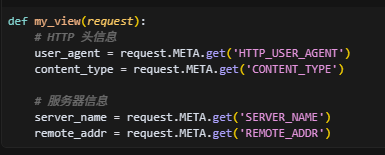 def my_view(request):
    # HTTP 头信息
    user_agent = request.META.get('HTTP_USER_AGENT')
    content_type = request.META.get('CONTENT_TYPE')

    # 服务器信息
    server_name = request.META.get('SERVER_NAME')
    remote_addr = request.META.get('REMOTE_ADDR')